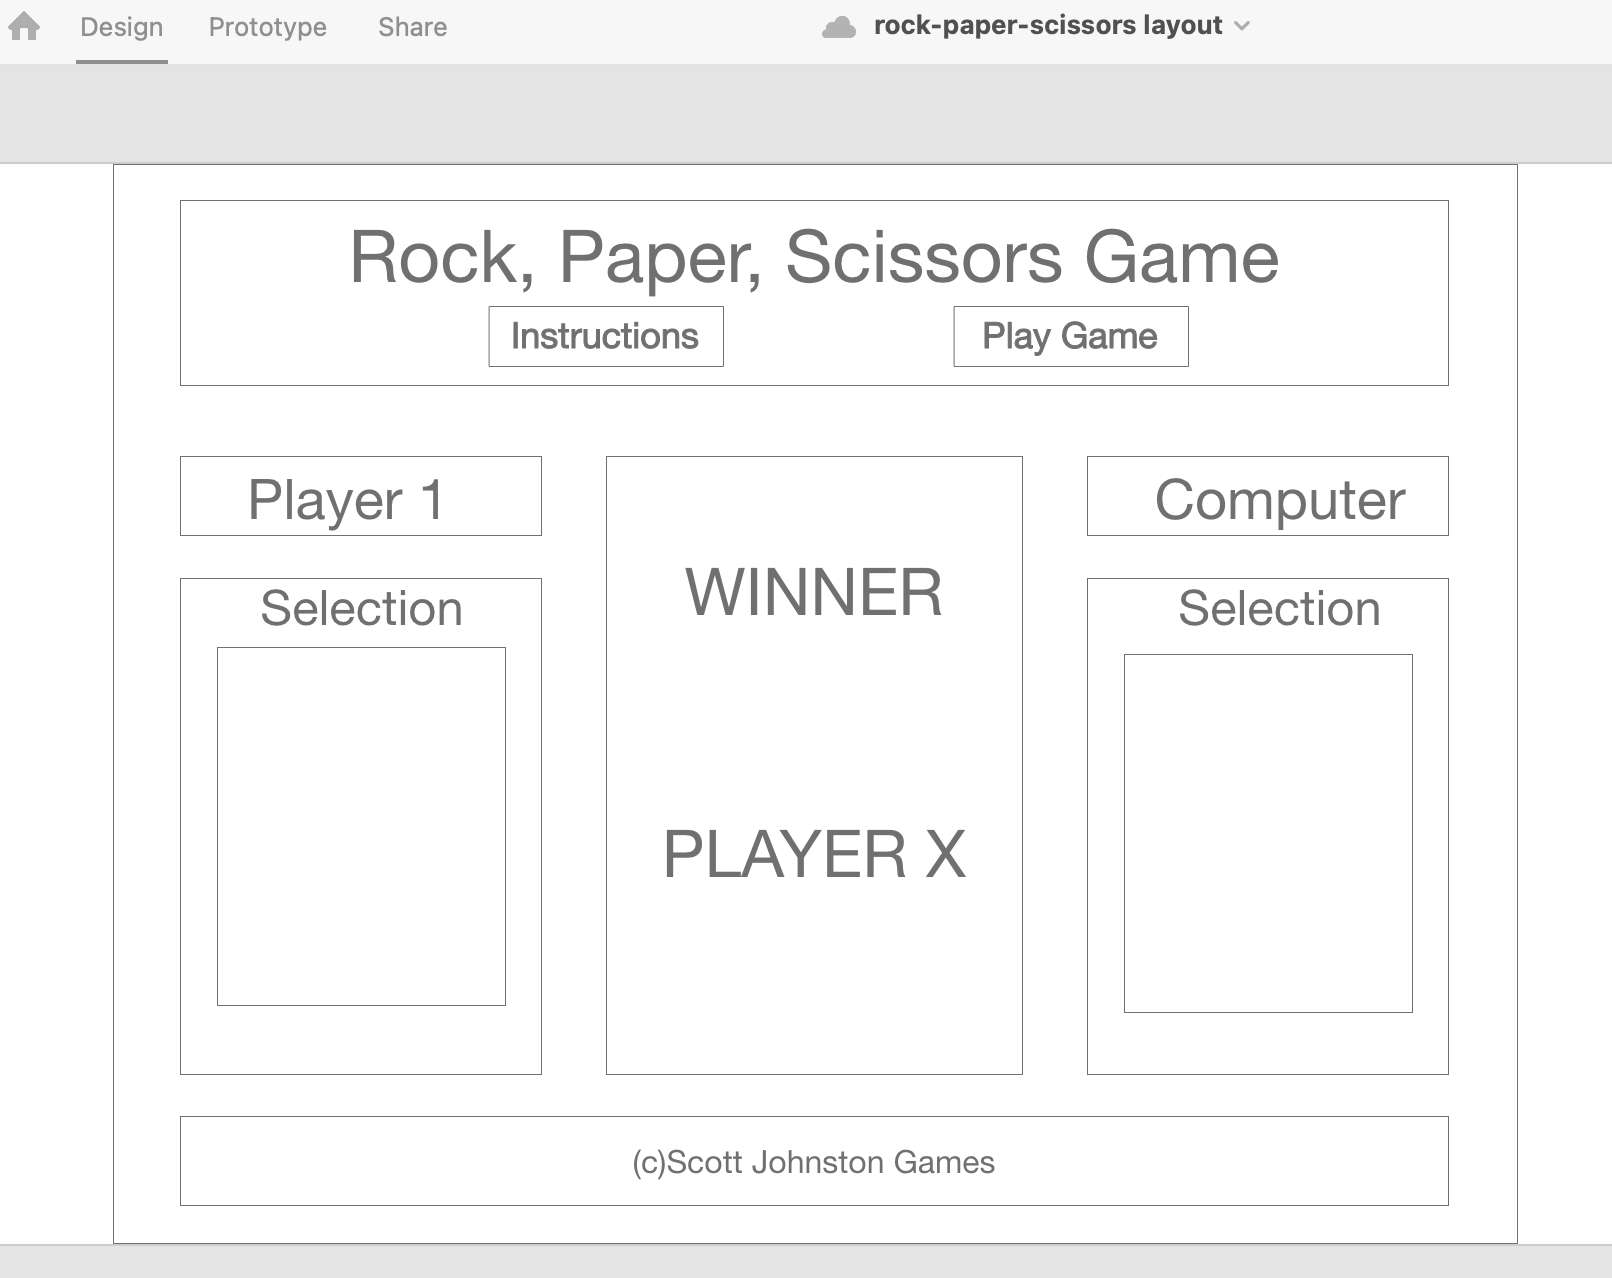 Design Prototype Share rock-paper-scissors layout
Rock, Paper, Scissors Game
Instructions Play Game
Player 1
Selection
WINNER
PLAYER X
Computer
Selection
(c)Scott Johnston Games